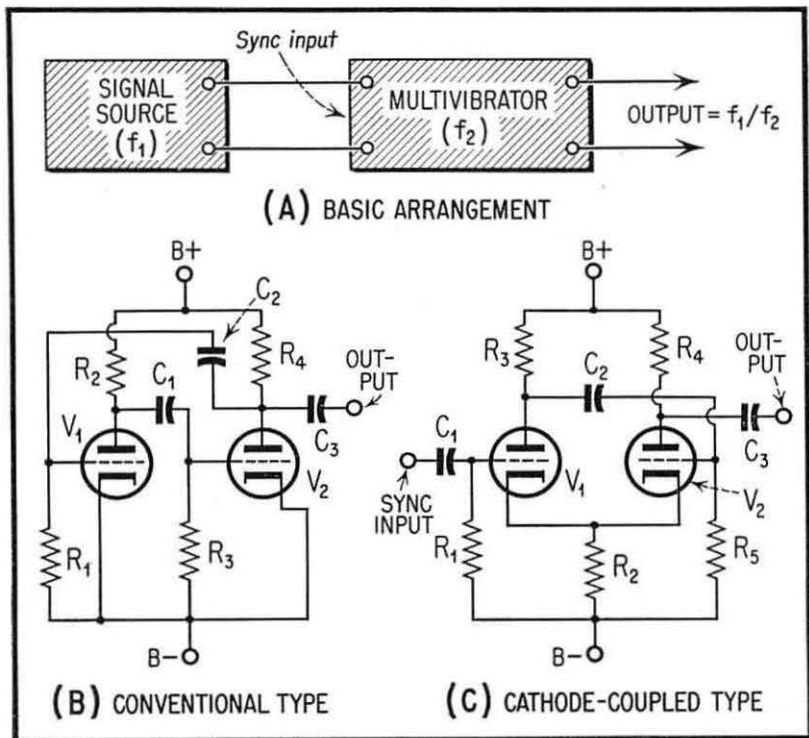 Sync input
SIGNAL
SOURCE
(f₁)
MULTIVIBRATOR
(f₂)
OUTPUT = f₁/f₂
(A) BASIC ARRANGEMENT
B+
C₂
R₂
R₄
C₁
OUT-
PUT
C₃
V₁
V₂
R₁
R₃
B-
(B) CONVENTIONAL TYPE
B+
R₃
R₄
C₂
OUT-
PUT
C₁
C₃
V₁
V₂
SYNC
INPUT
R₁
R₂
R₅
B-
(C) CATHODE-COUPLED TYPE